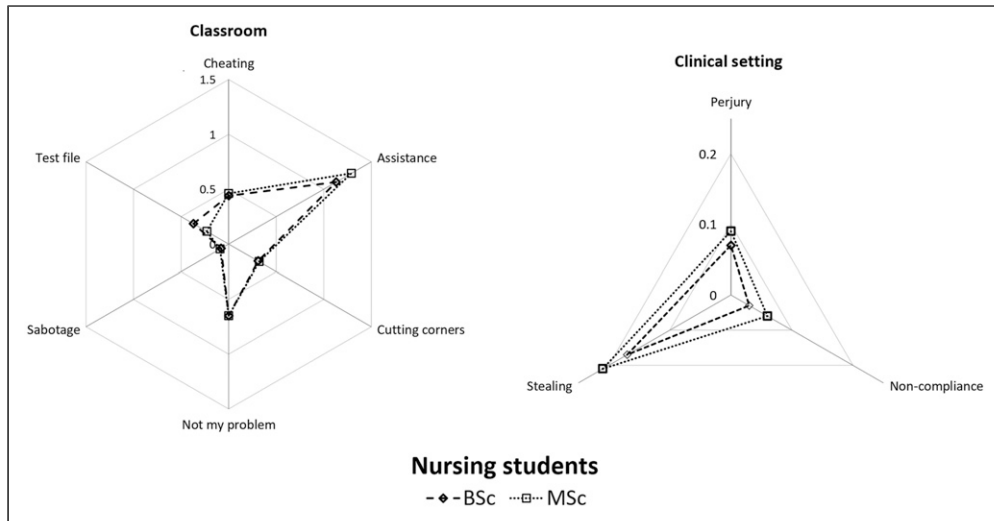 Classroom
Cheating
1.5
1
0.5
0
Test file
Assistance
Sabotage
Cutting corners
Not my problem
Clinical setting
Perjury
0.2
0.1
0
Stealing
Non-compliance
Nursing students
BSc
MSc